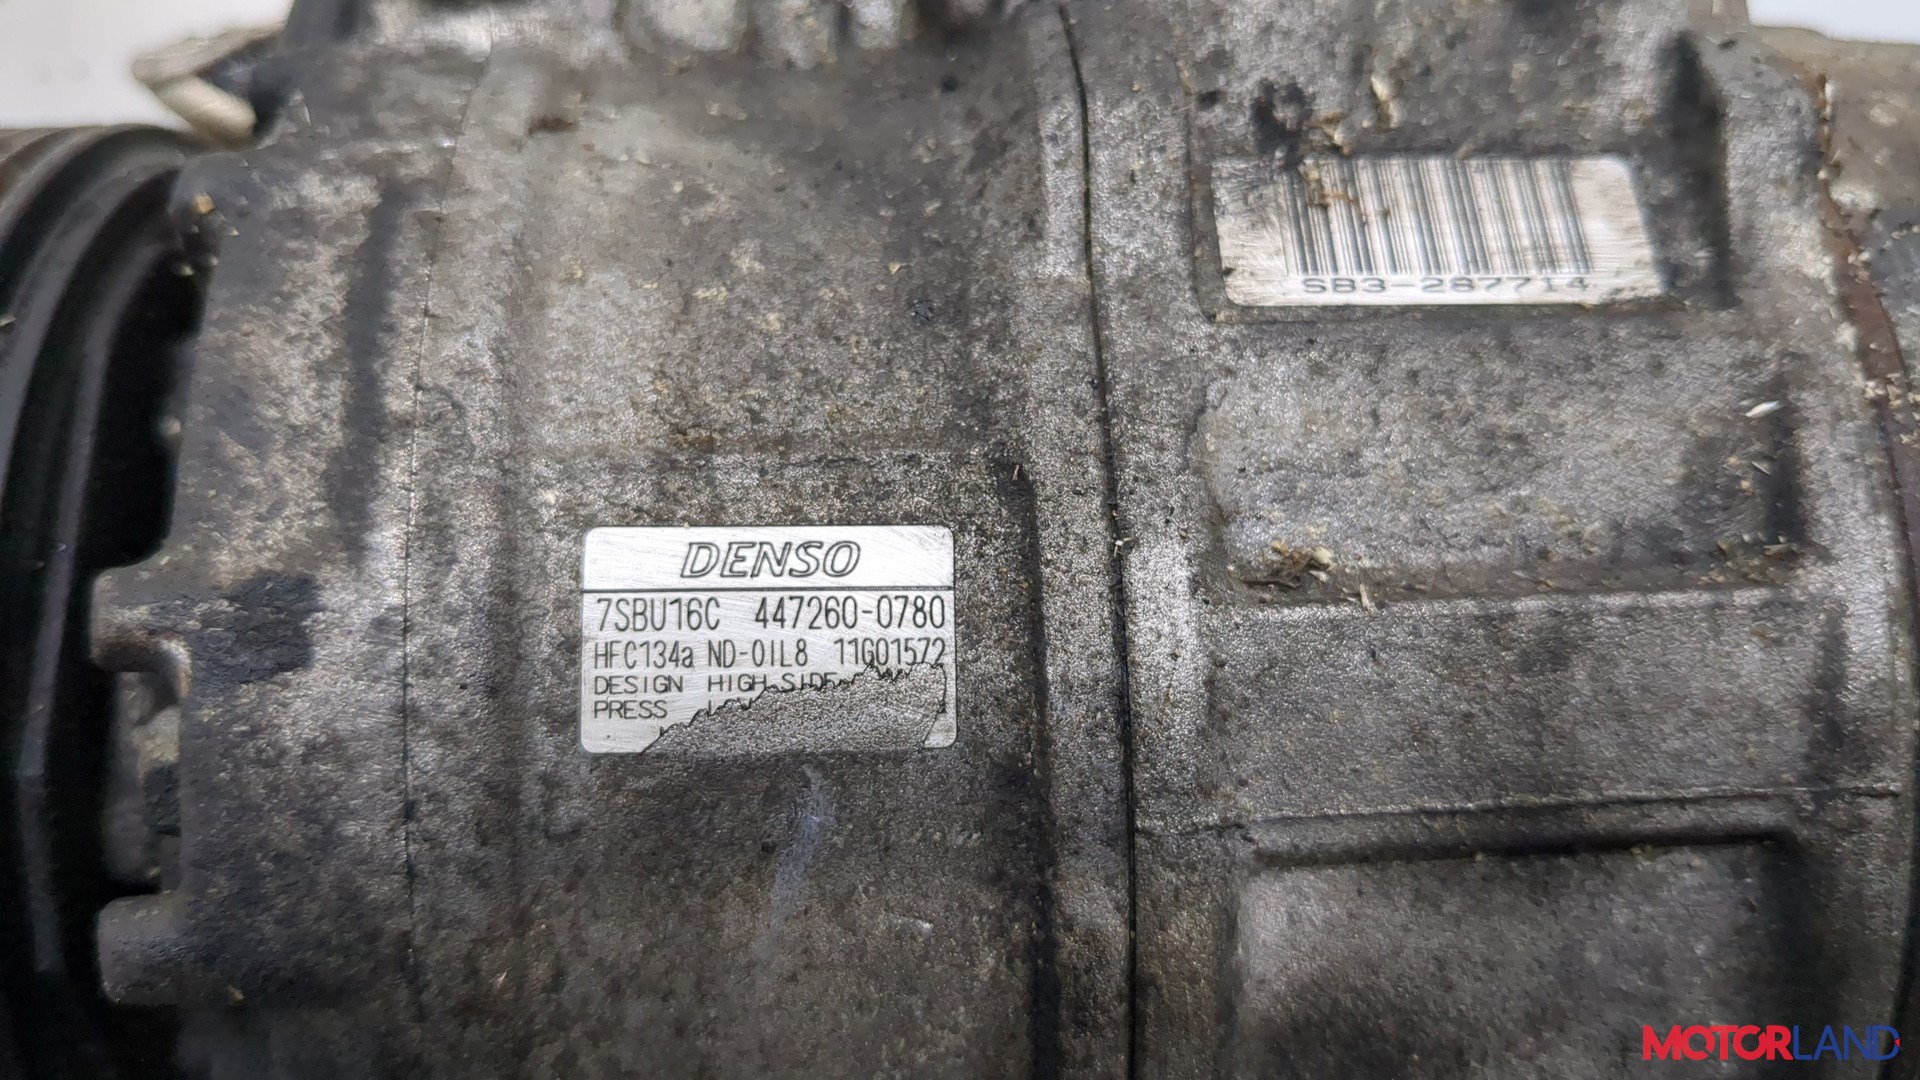 SB3-287714
DENSO
7SBU16C 447260-0780
HFC134a ND-OIL8 11G01572
DESIGN HIGH SIDE
PRESS
MOTORLAND